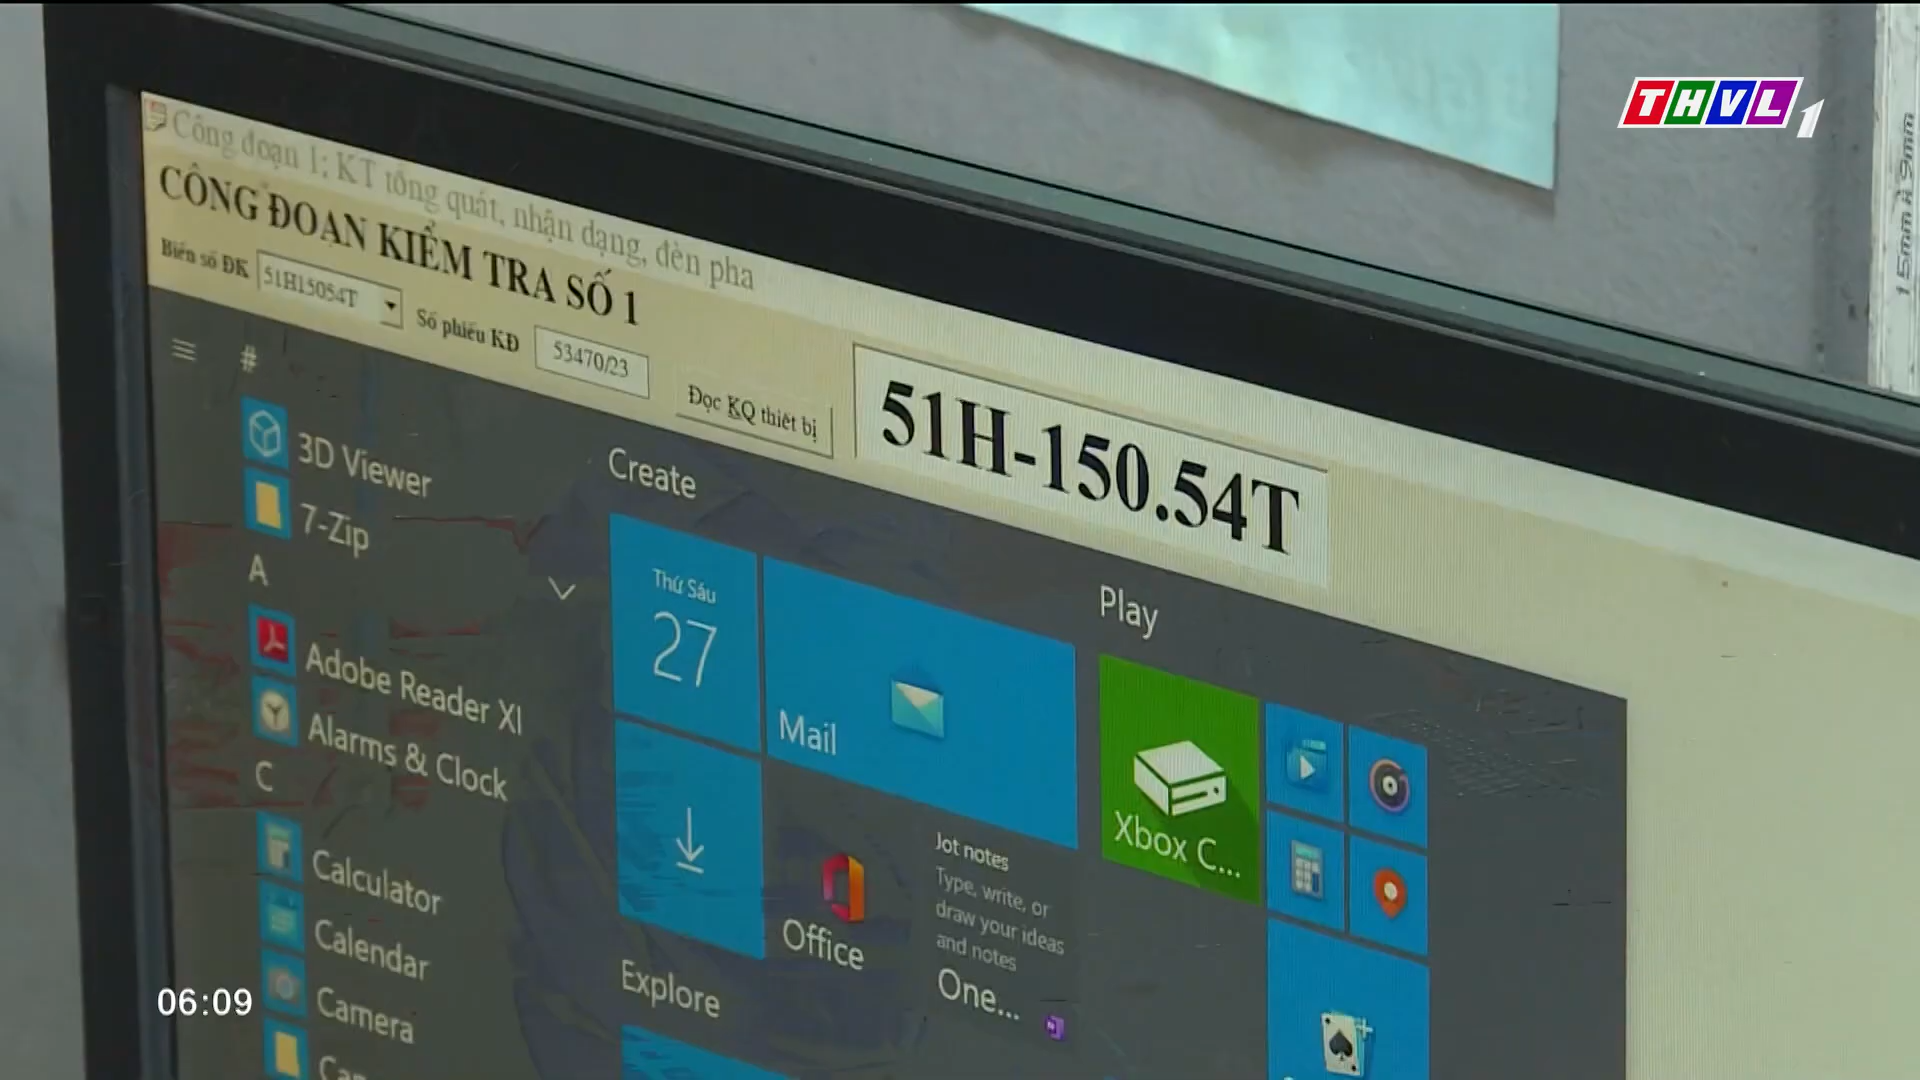 THVL1
15mm × 9mm
Công đoạn 1; KT tổng quát, nhận dạng, đèn pha
CÔNG ĐOẠN KIỂM TRA SỐ 1
Biển số ĐK 51H15054T Số phiếu KĐ 53470/23 Đọc KQ thiết bị
51H-150.54T
#
3D Viewer
7-Zip
A
Adobe Reader XI
Alarms & Clock
C
Calculator
Calendar
Camera
Create
Thứ Sáu
27
Mail
Office
Jot notes
Type, write, or
draw your ideas
and notes
One...
Explore
Play
Xbox C...
06:09